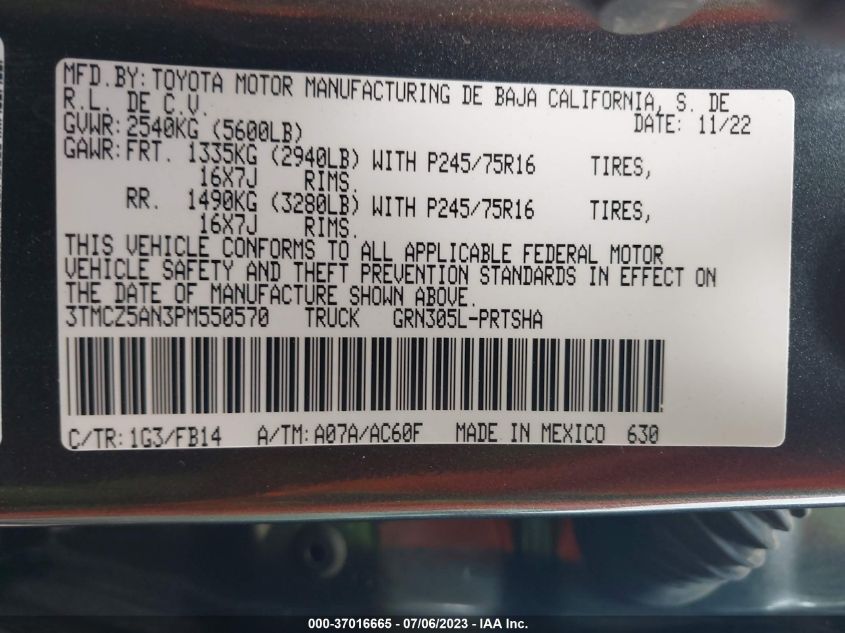 MFD.BY: TOYOTA MOTOR MANUFACTURING DE BAJA CALIFORNIA, S. DE
R.L. DE C.V. DATE: 11/22
GVWR: 2540KG (5600LB)
GAWR: FRT. 1335KG (2940LB) WITH P245/75R16 TIRES,
16X7J RIMS.
RR. 1490KG (3280LB) WITH P245/75R16 TIRES,
16X7J RIMS.
THIS VEHICLE CONFORMS TO ALL APPLICABLE FEDERAL MOTOR
VEHICLE SAFETY AND THEFT PREVENTION STANDARDS IN EFFECT ON
THE DATE OF MANUFACTURE SHOWN ABOVE.
3TMCZ5AN3PM550570 TRUCK GRN305L-PRTSHA
C/TR: 1G3/FB14 A/TM: A07A/AC60F MADE IN MEXICO 630
000-37016665 - 07/06/2023 - IAA Inc.